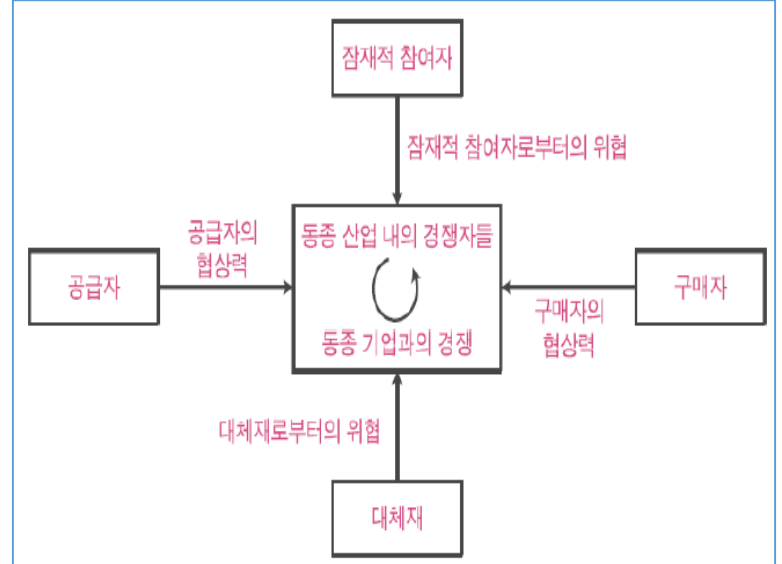 잠재적 참여자
잠재적 참여자로부터의 위협
공급자의
협상력
동종 산업 내의 경쟁자들
공급자
구매자
동종 기업과의 경쟁
구매자의
협상력
대체재로부터의 위협
대체재